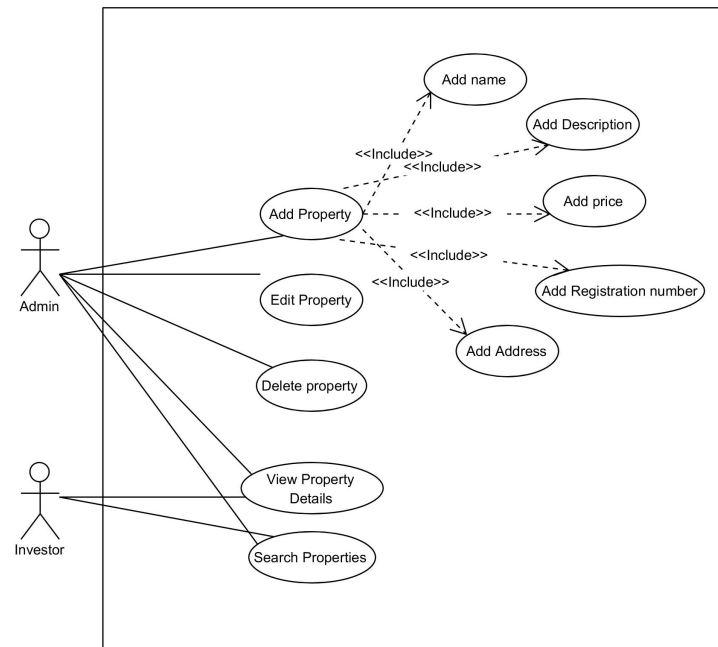 Add name
Add Description
<<Include>>
<<Include>>
Add Property
<<Include>>
Add price
<<Include>>
Admin
Edit Property
<<Include>>
Add Registration number
Add Address
Delete property
View Property
Details
Investor
Search Properties